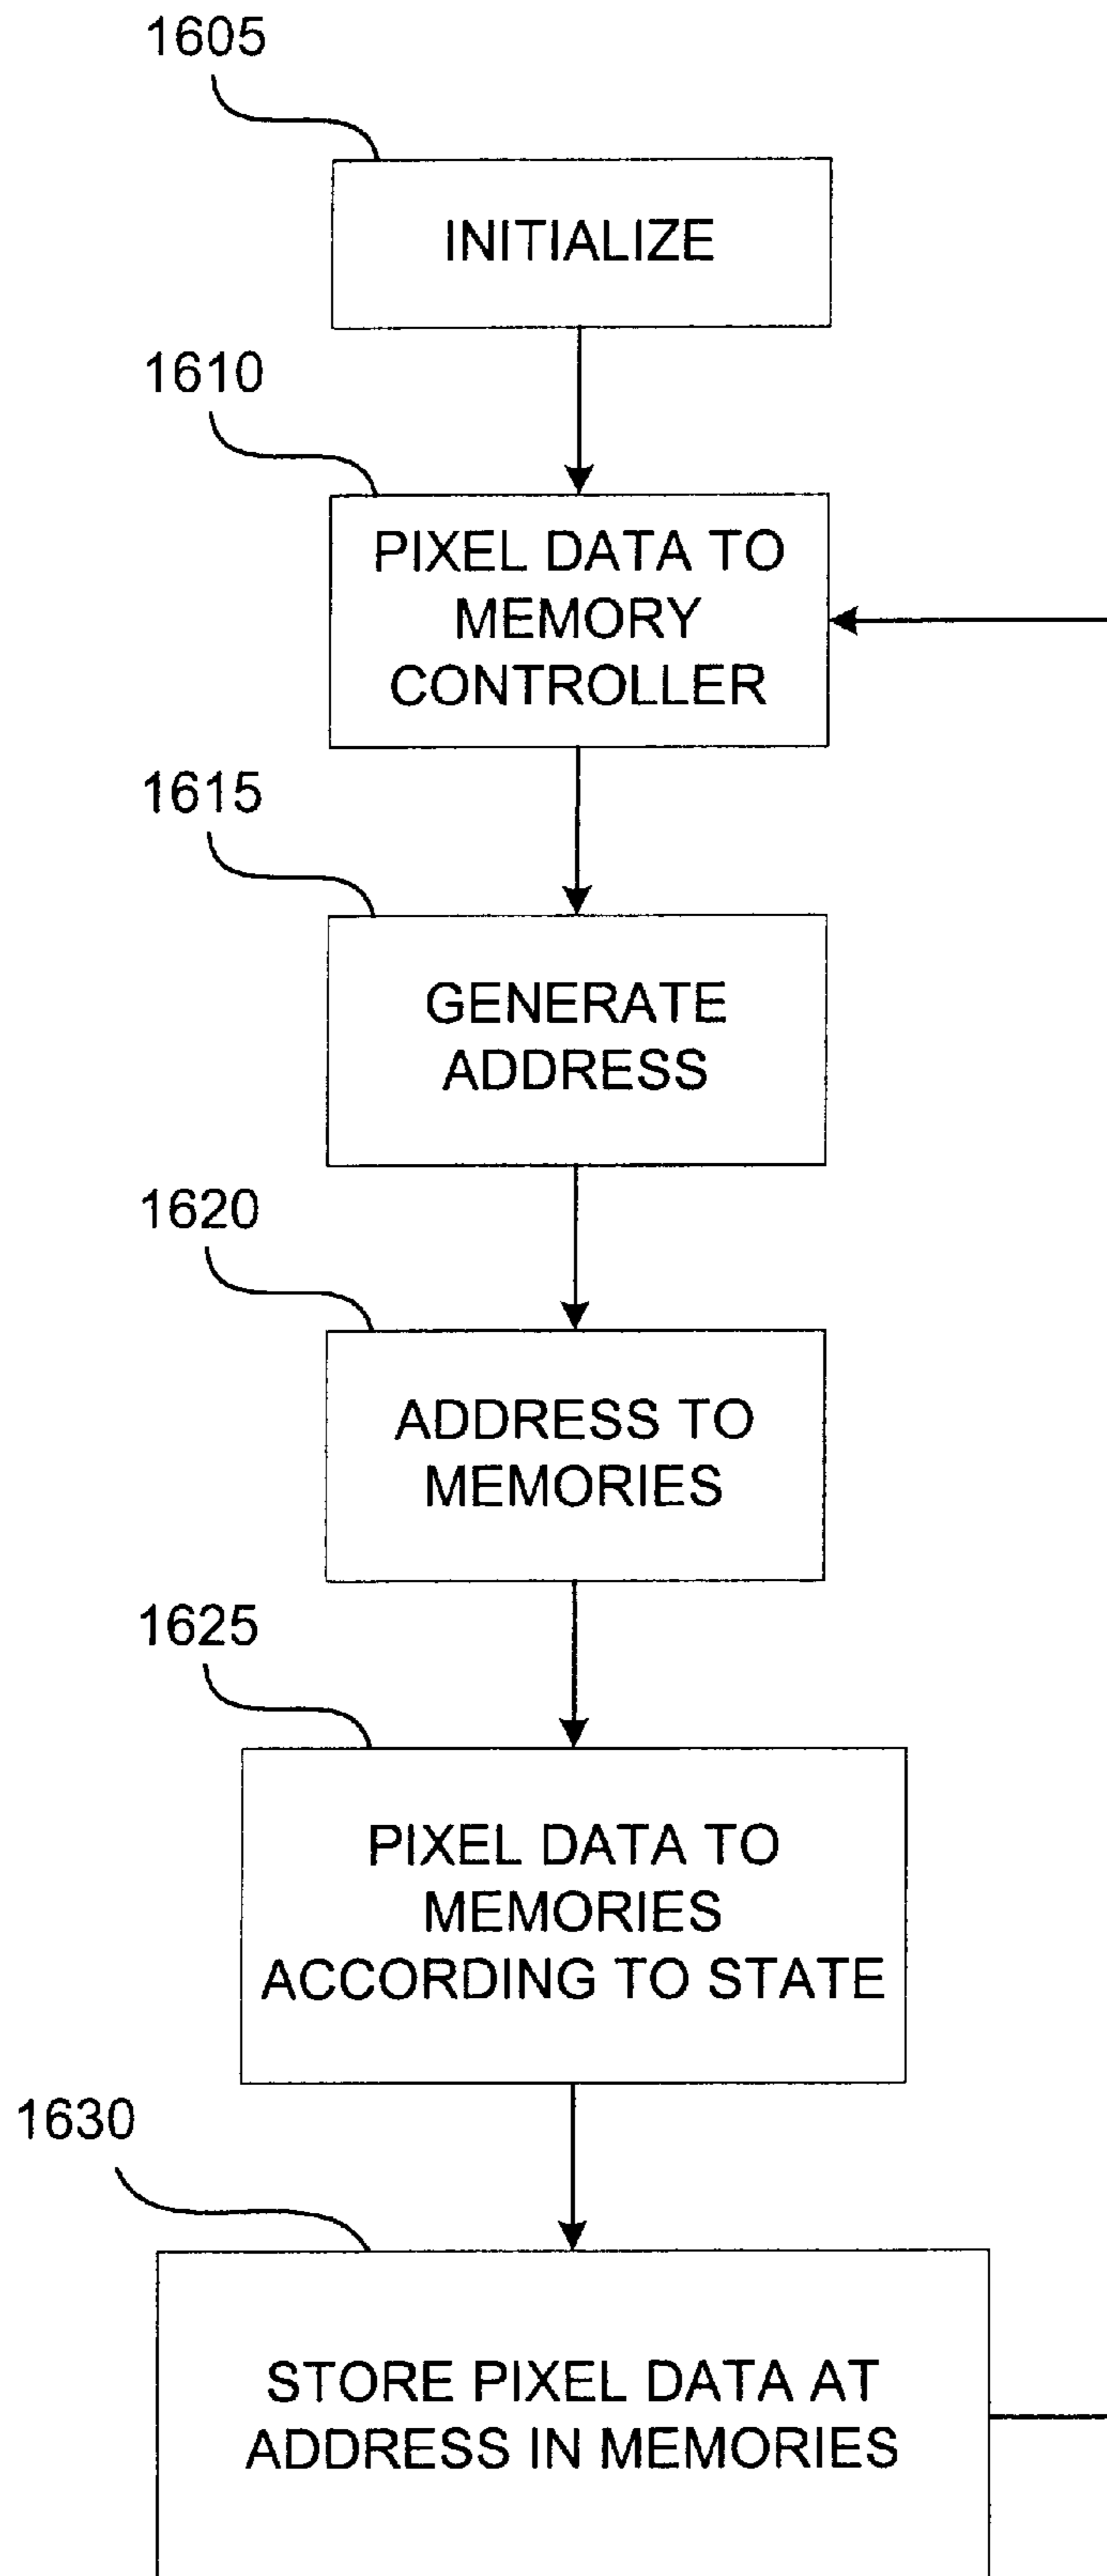 1605
INITIALIZE
1610
PIXEL DATA TO
MEMORY
CONTROLLER
1615
GENERATE
ADDRESS
1620
ADDRESS TO
MEMORIES
1625
PIXEL DATA TO
MEMORIES
ACCORDING TO STATE
1630
STORE PIXEL DATA AT
ADDRESS IN MEMORIES